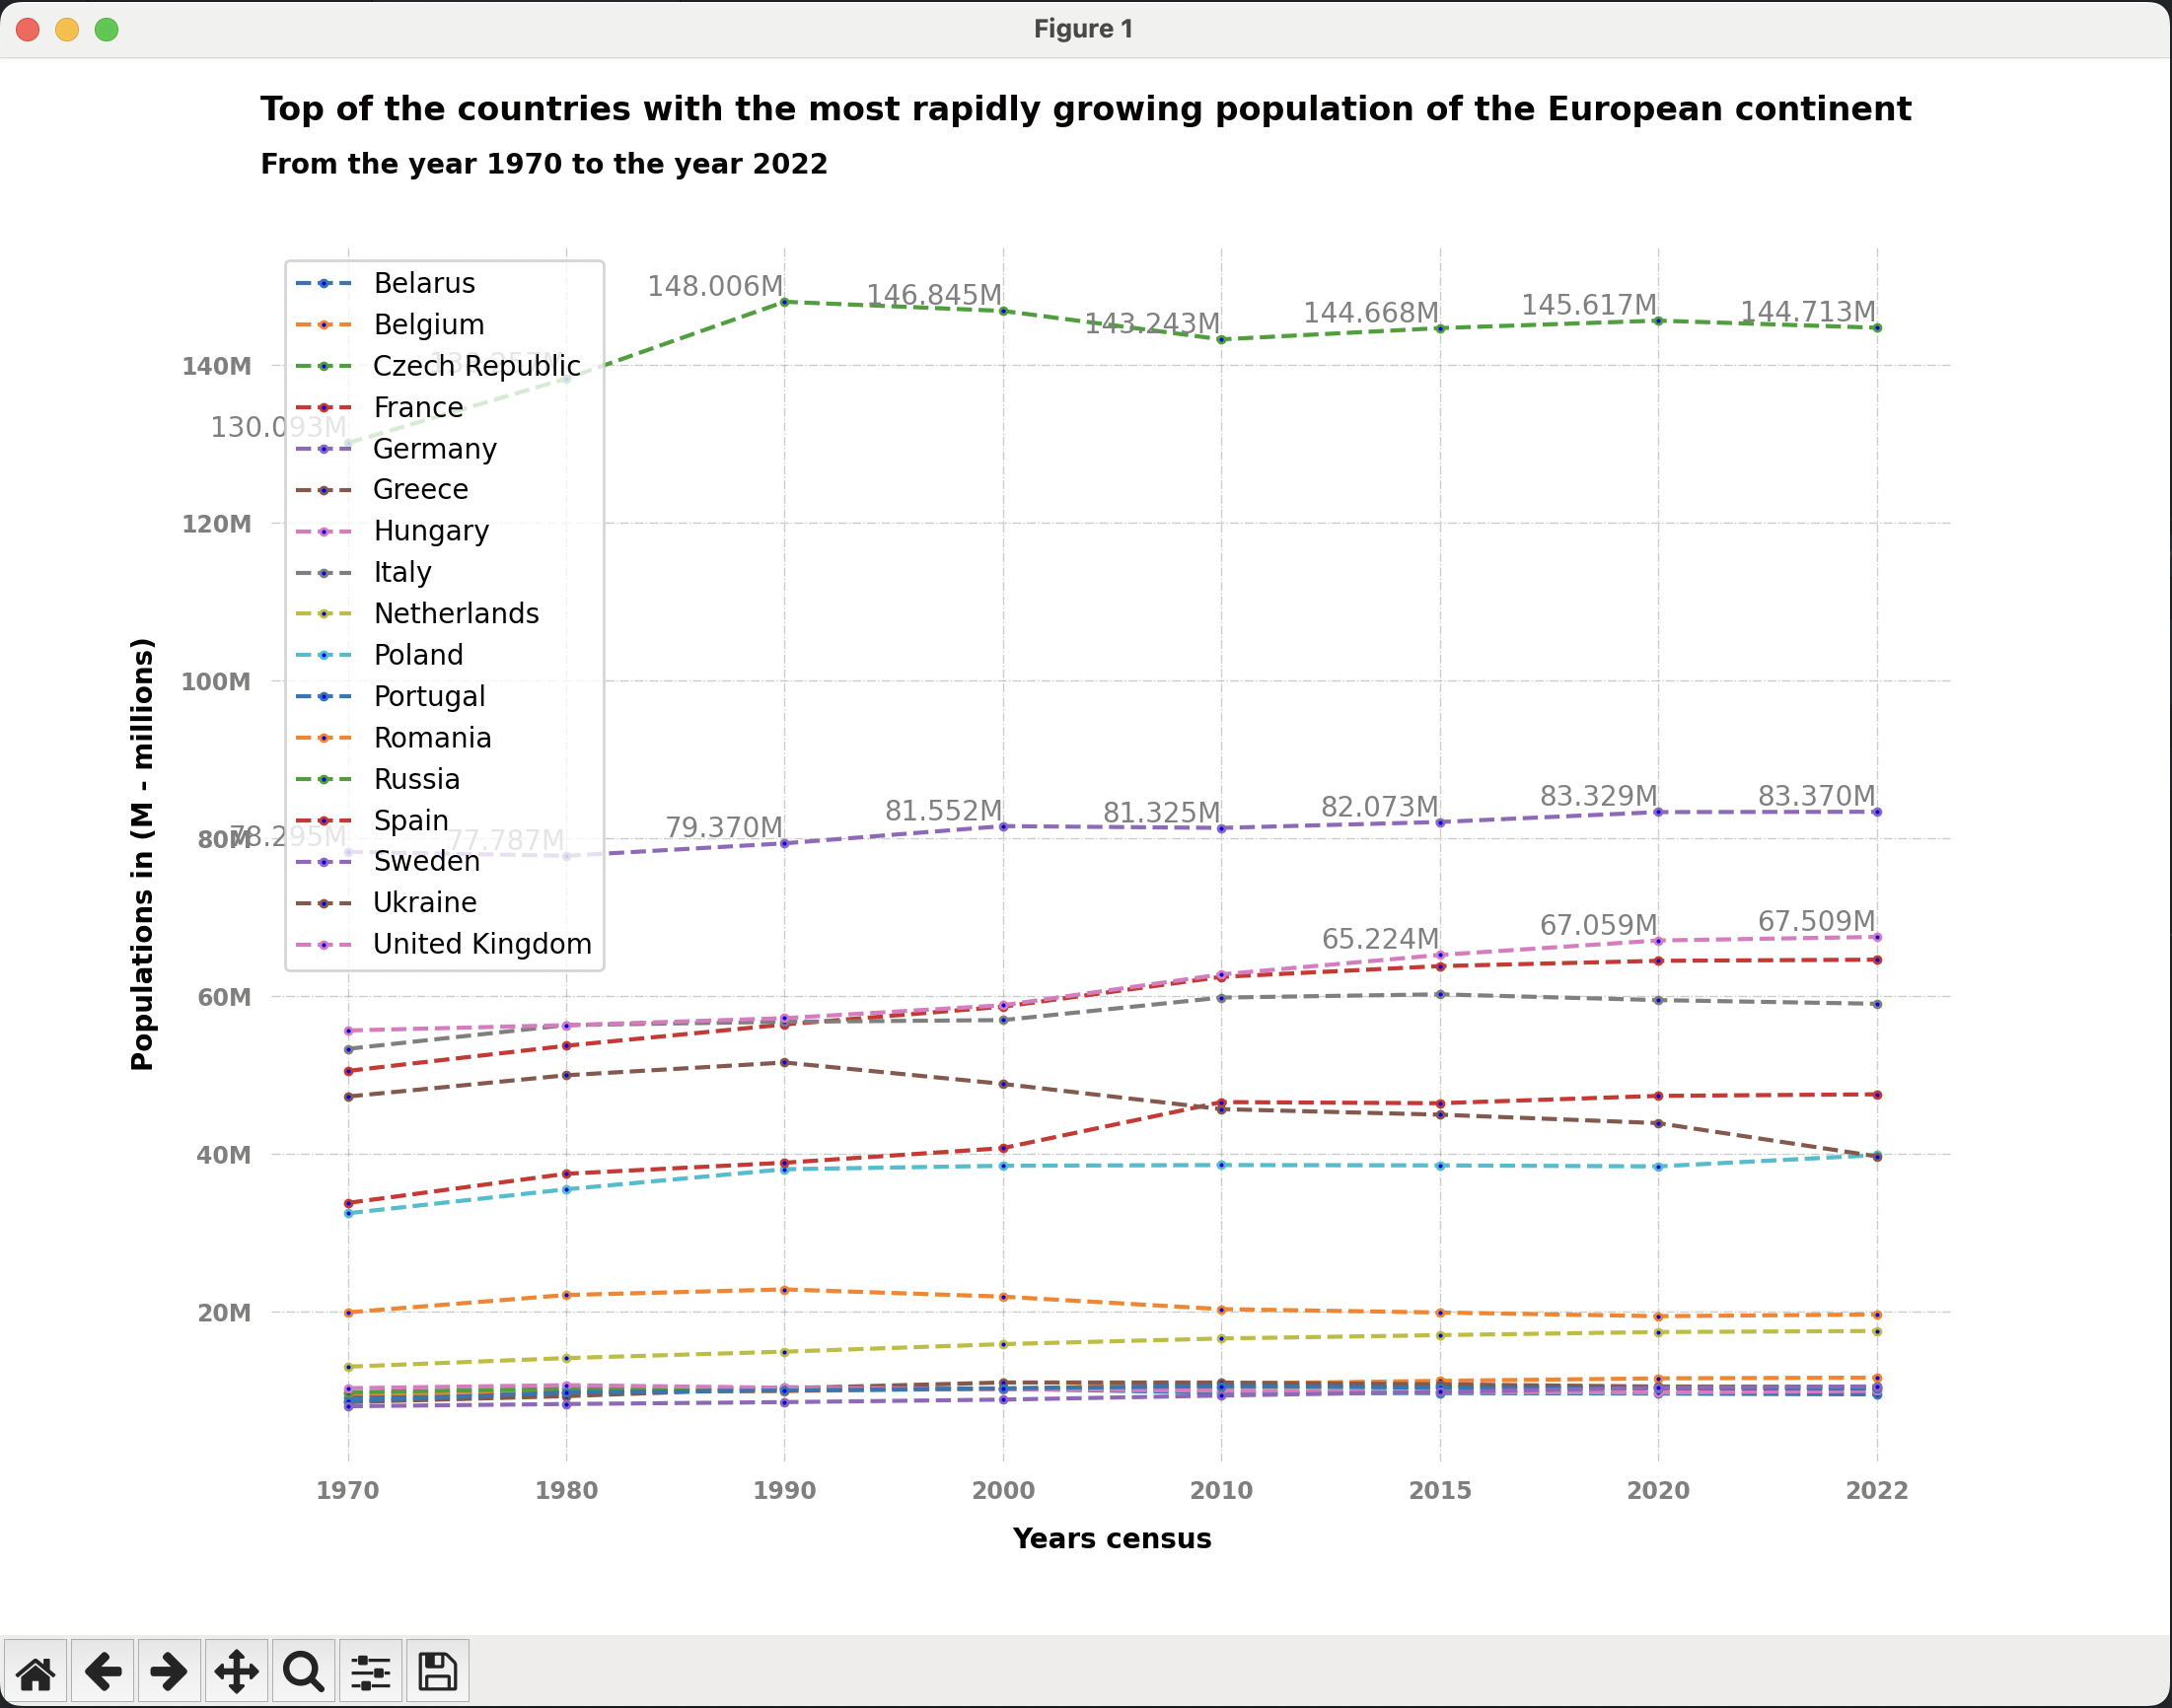 Figure 1
Top of the countries with the most rapidly growing population of the European continent
From the year 1970 to the year 2022
Belarus
Belgium
Czech Republic
France
Germany
Greece
Hungary
Italy
Netherlands
Poland
Portugal
Romania
Russia
Spain
Sweden
Ukraine
United Kingdom
130.093M
148.006M
146.845M
143.243M
144.668M
145.617M
144.713M
78.295M
77.787M
79.370M
81.552M
81.325M
82.073M
83.329M
83.370M
65.224M
67.059M
67.509M
Populations in (M - millions)
140M
120M
100M
80M
60M
40M
20M
1970 1980 1990 2000 2010 2015 2020 2022
Years census